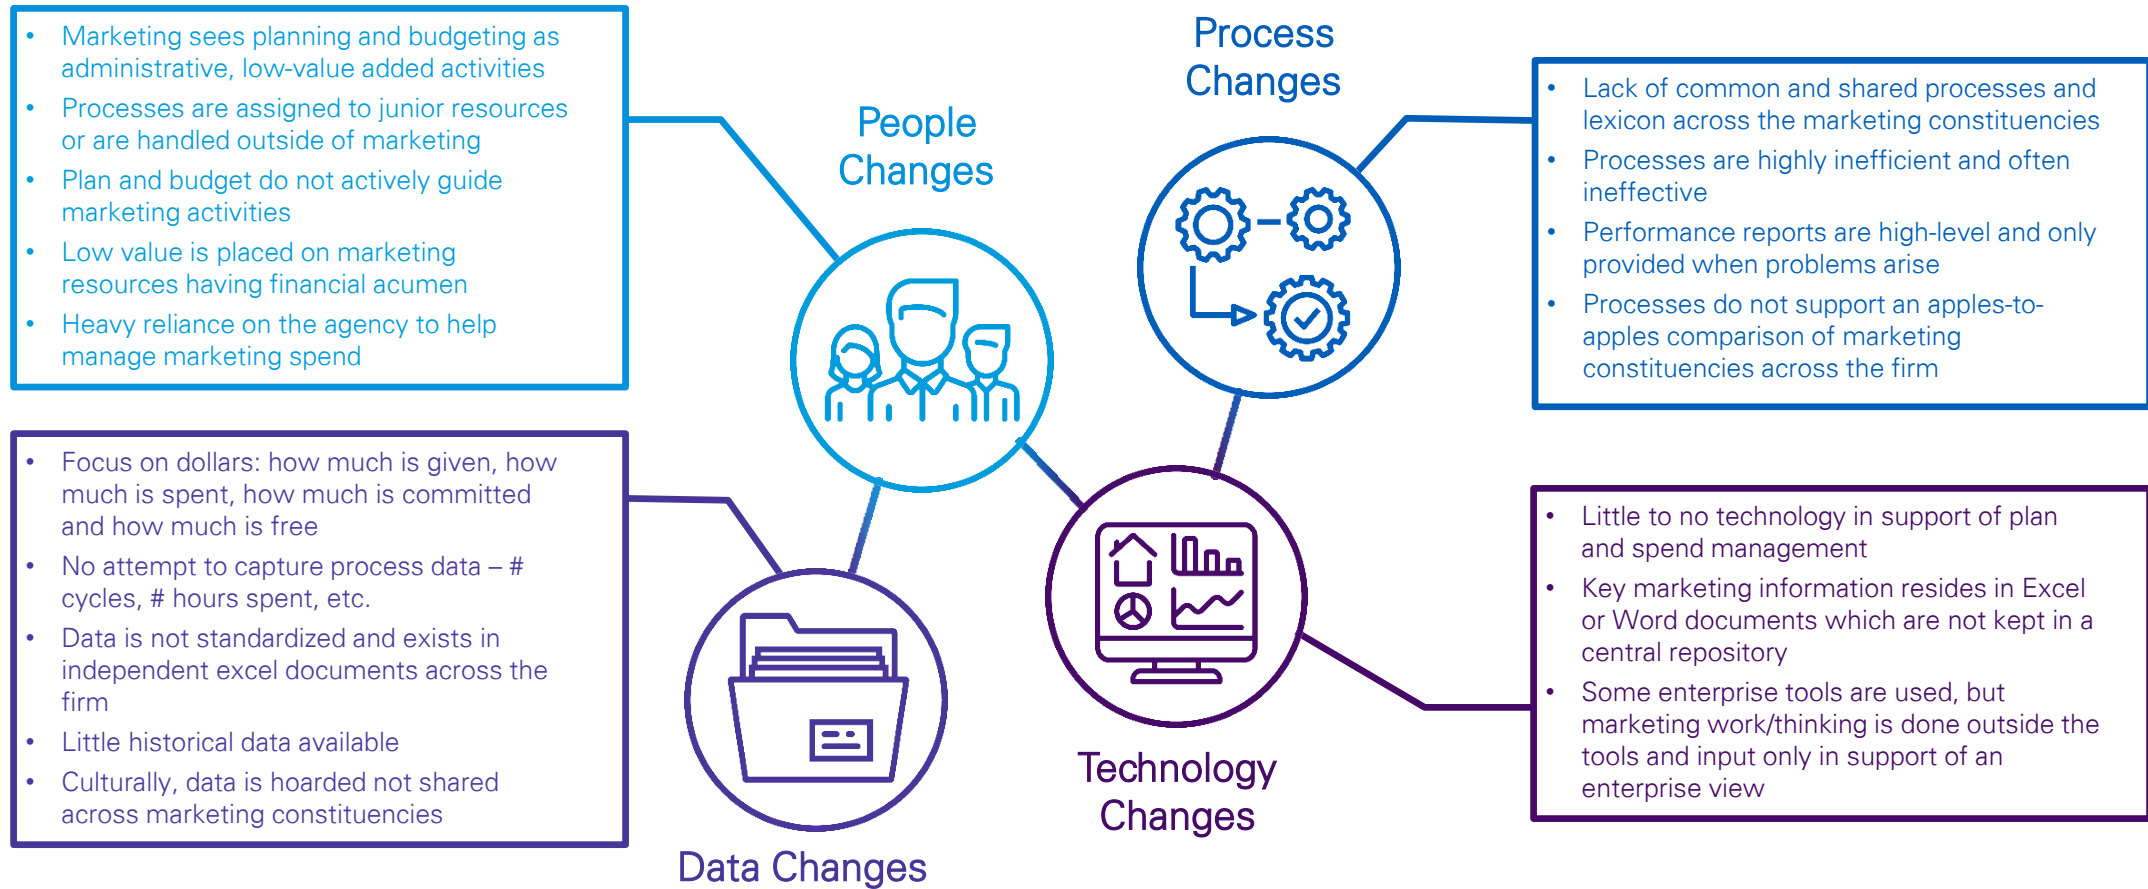 • Marketing sees planning and budgeting as
administrative, low-value added activities
• Processes are assigned to junior resources
or are handled outside of marketing
• Plan and budget do not actively guide
marketing activities
• Low value is placed on marketing
resources having financial acumen
• Heavy reliance on the agency to help
manage marketing spend
People
Changes
Process
Changes
• Lack of common and shared processes and
lexicon across the marketing constituencies
• Processes are highly inefficient and often
ineffective
• Performance reports are high-level and only
provided when problems arise
• Processes do not support an apples-to-
apples comparison of marketing
constituencies across the firm
• Focus on dollars: how much is given, how
much is spent, how much is committed
and how much is free
• No attempt to capture process data – #
cycles, # hours spent, etc.
• Data is not standardized and exists in
independent excel documents across the
firm
• Little historical data available
• Culturally, data is hoarded not shared
across marketing constituencies
Data Changes
Technology
Changes
• Little to no technology in support of plan
and spend management
• Key marketing information resides in Excel
or Word documents which are not kept in a
central repository
• Some enterprise tools are used, but
marketing work/thinking is done outside the
tools and input only in support of an
enterprise view